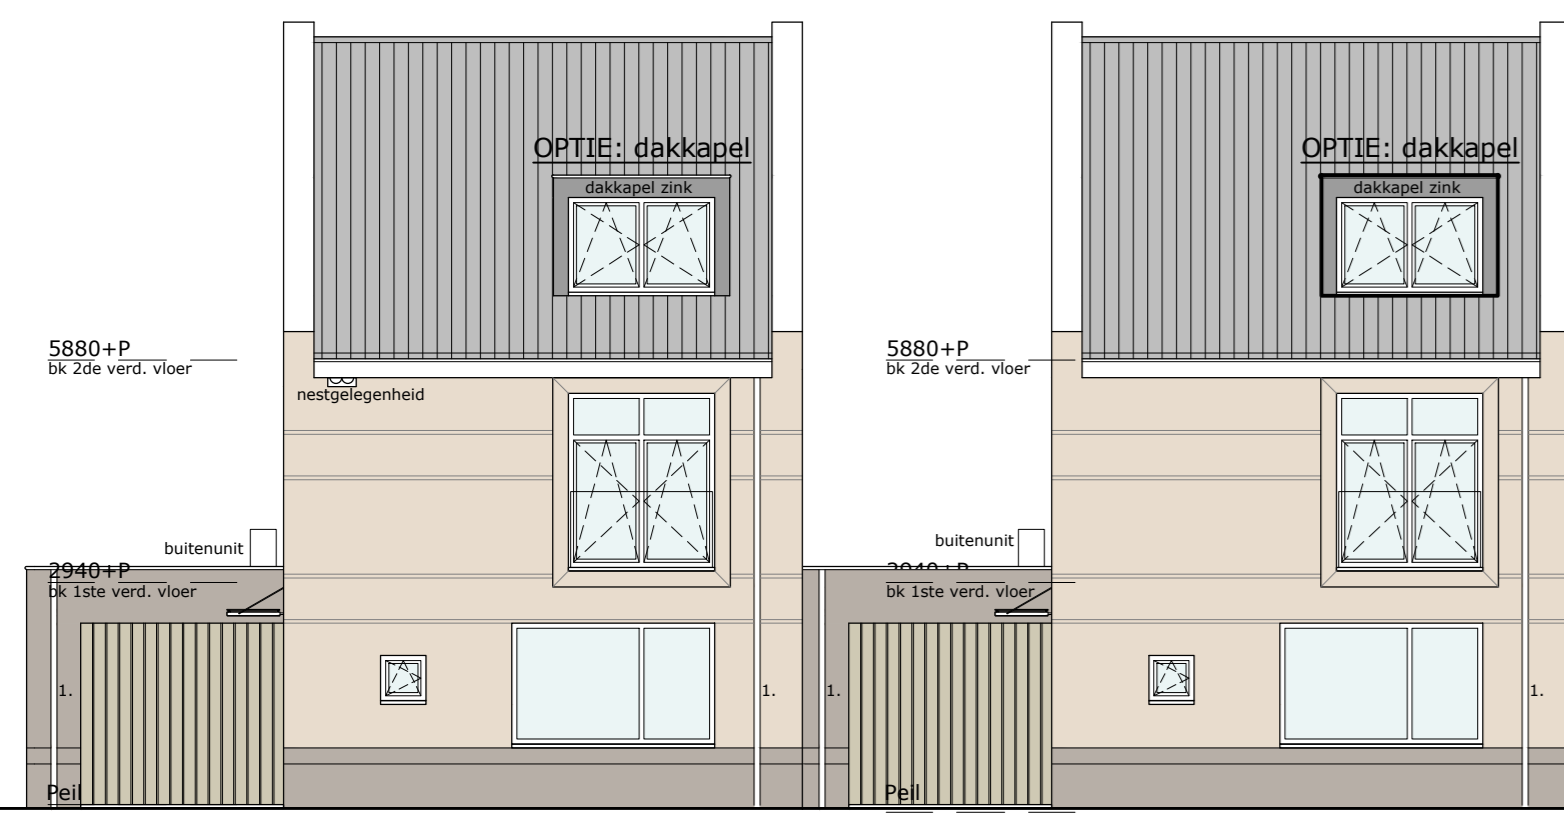 OPTIE: dakkapel
dakkapel zink
5880+P
bk 2de verd. vloer
nestgelegenheid
buitenunit
2940+P
bk 1ste verd. vloer
1.
1.
Peil
OPTIE: dakkapel
dakkapel zink
5880+P
bk 2de verd. vloer
buitenunit
2940+P
bk 1ste verd. vloer
1.
1.
Peil